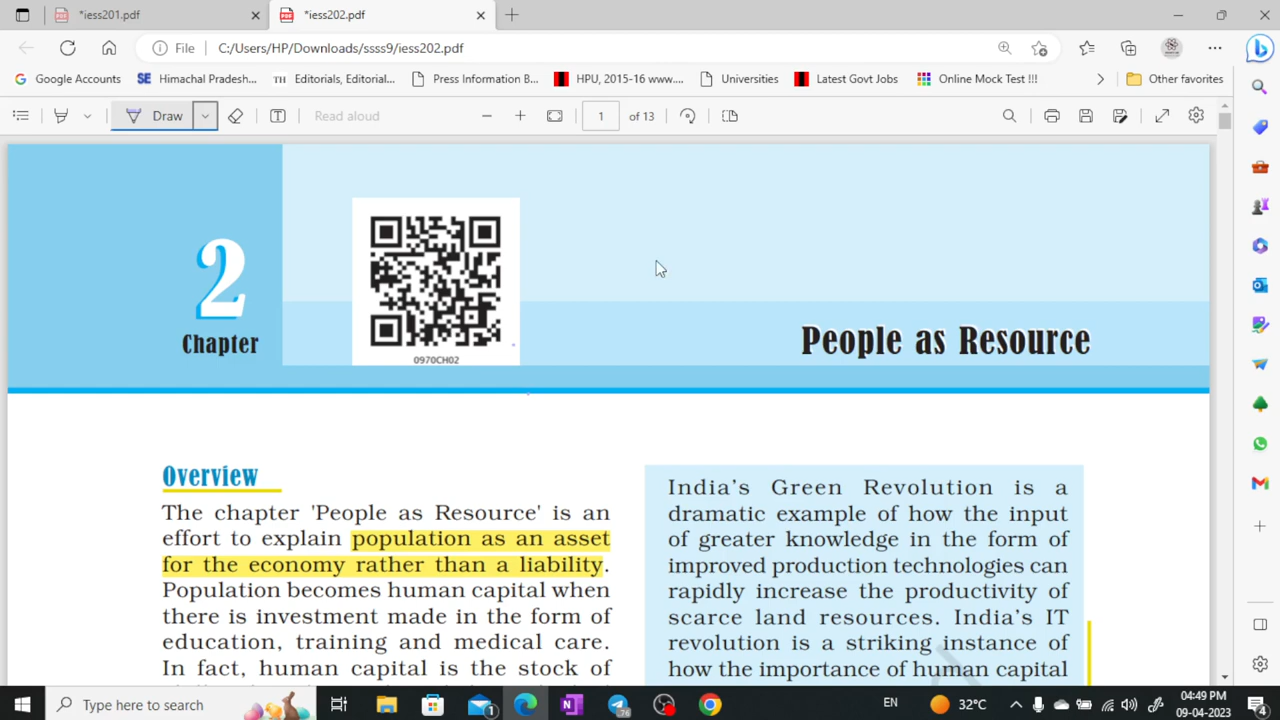 *iess201.pdf
*iess202.pdf
File
C:/Users/HP/Downloads/ssss9/iess202.pdf
Google Accounts
SE Himachal Pradesh...
TH Editorials, Editorial...
Press Information B...
HPU, 2015-16 www....
Universities
Latest Govt Jobs
Online Mock Test !!!
Other favorites
Draw
Read aloud
1 of 13
2
Chapter
0970CH02
People as Resource
Overview
The chapter 'People as Resource' is an
effort to explain population as an asset
for the economy rather than a liability.
Population becomes human capital when
there is investment made in the form of
education, training and medical care.
In fact, human capital is the stock of
India's Green Revolution is a
dramatic example of how the input
of greater knowledge in the form of
improved production technologies can
rapidly increase the productivity of
scarce land resources. India's IT
revolution is a striking instance of
how the importance of human capital
Type here to search
1
76
EN
32°C
04:49 PM
09-04-2023
4